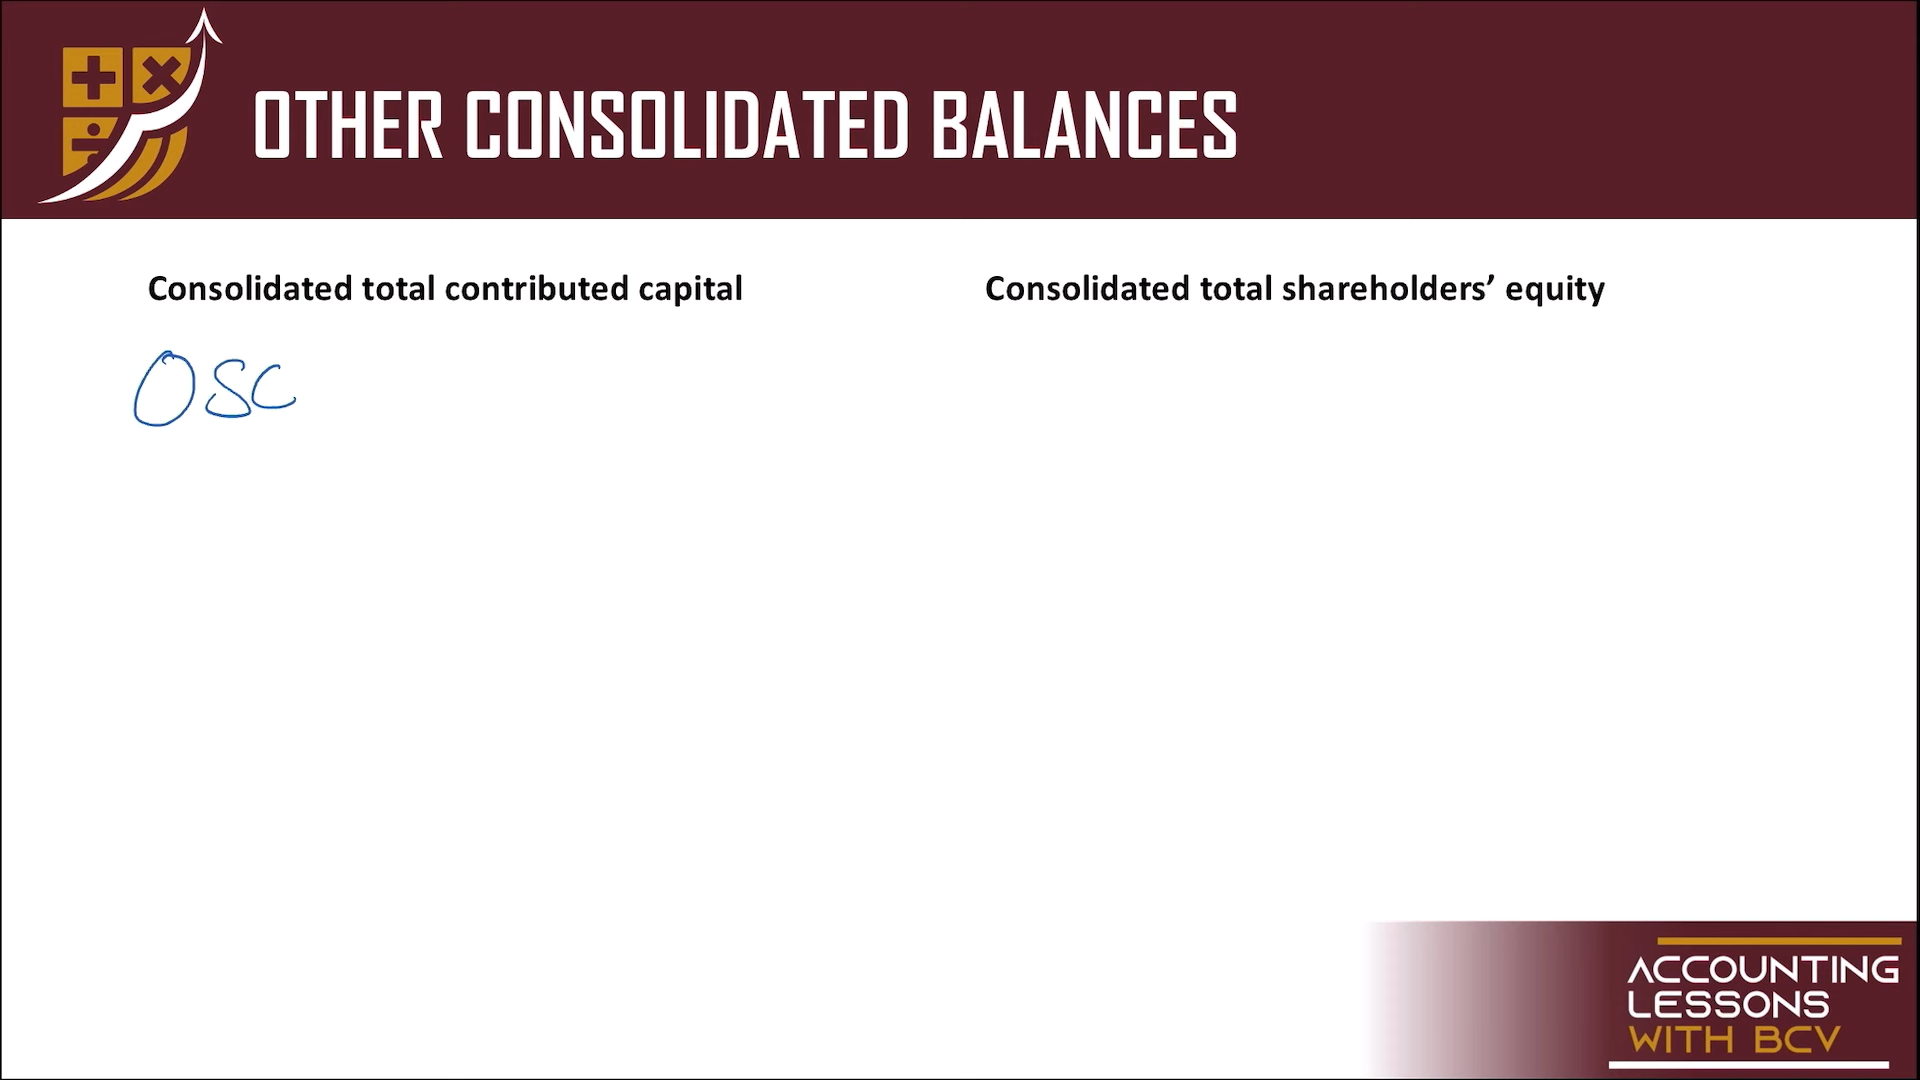 OTHER CONSOLIDATED BALANCES
Consolidated total contributed capital
Consolidated total shareholders’ equity
OSC
ACCOUNTING
LESSONS
WITH BCV